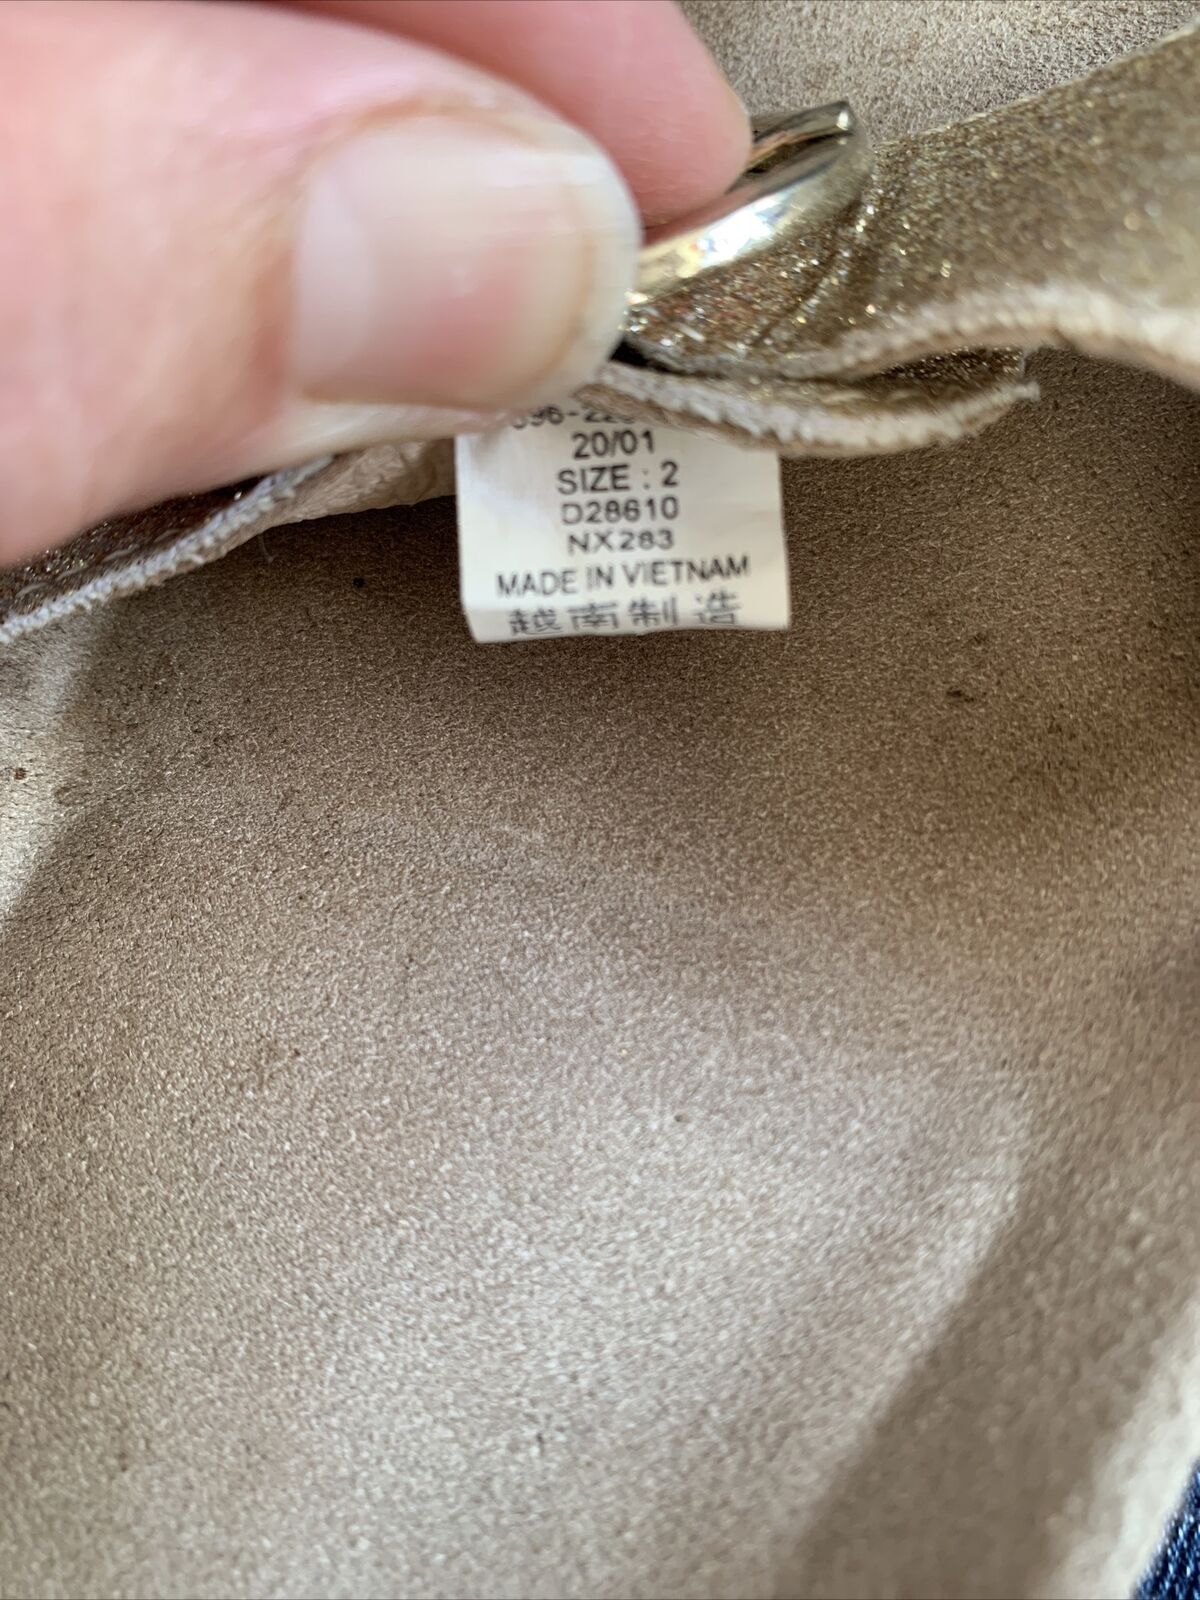 20/01
SIZE : 2
D28610
NX283
MADE IN VIETNAM
越南制造